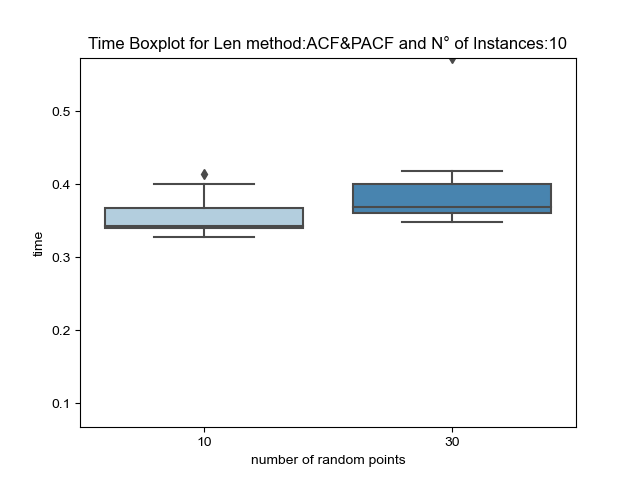 Time Boxplot for Len method:ACF&PACF and N° of Instances:10
0.5
0.4
0.3
0.2
0.1
time
10
30
number of random points